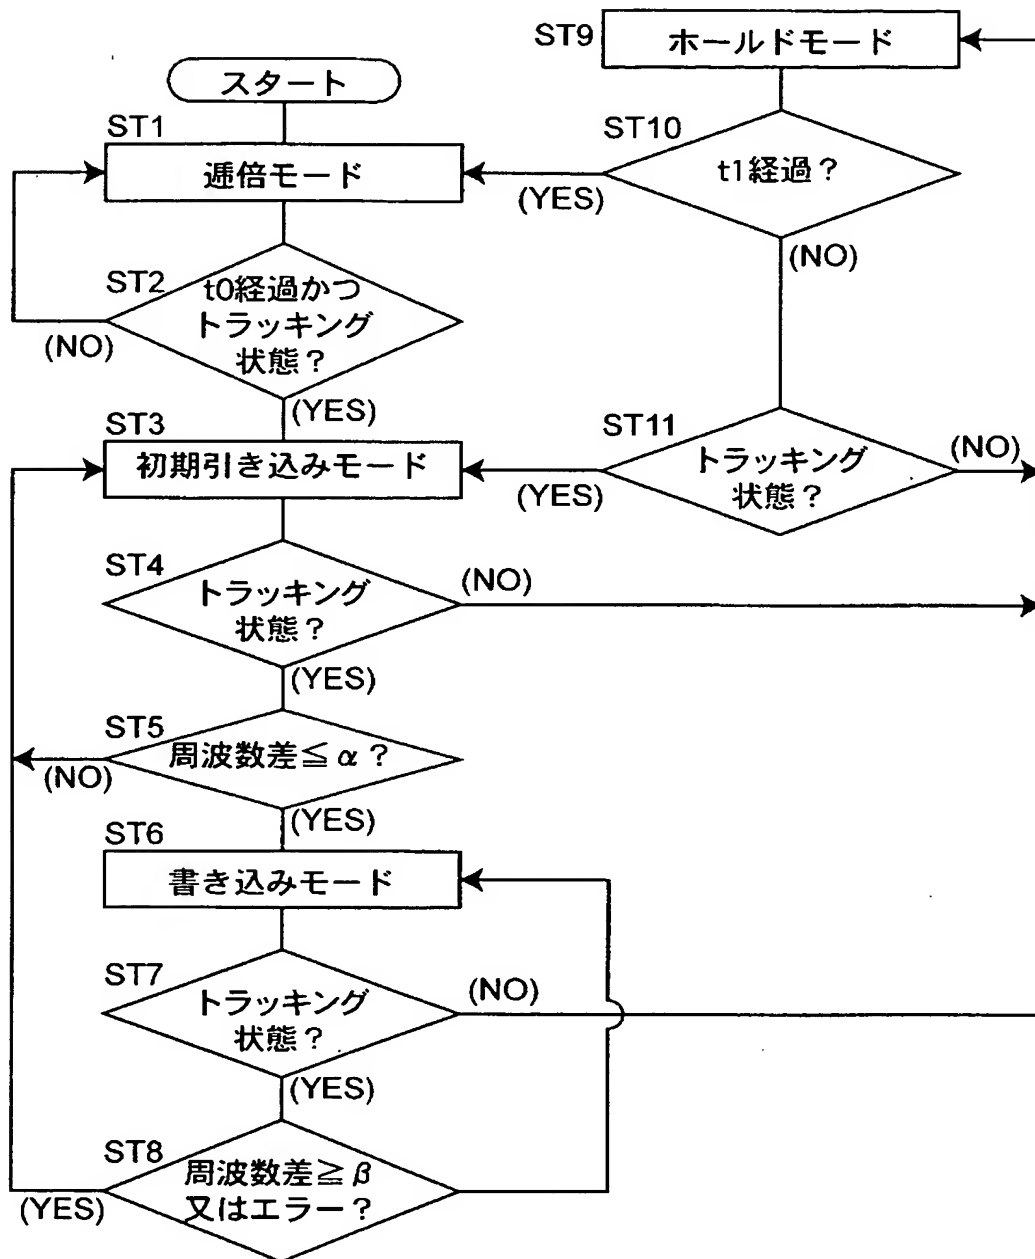 スタート
ST1
逓倍モード
ST2
t0経過かつ
トラッキング
状態?
(NO)
(YES)
ST3
初期引き込みモード
ST4
トラッキング
状態?
(NO)
(YES)
ST5
周波数差≦α?
(NO)
(YES)
ST6
書き込みモード
ST7
トラッキング
状態?
(NO)
(YES)
ST8
周波数差≧β
又はエラー?
(YES)
ST9
ホールドモード
ST10
t1経過?
(YES)
(NO)
ST11
トラッキング
状態?
(YES)
(NO)